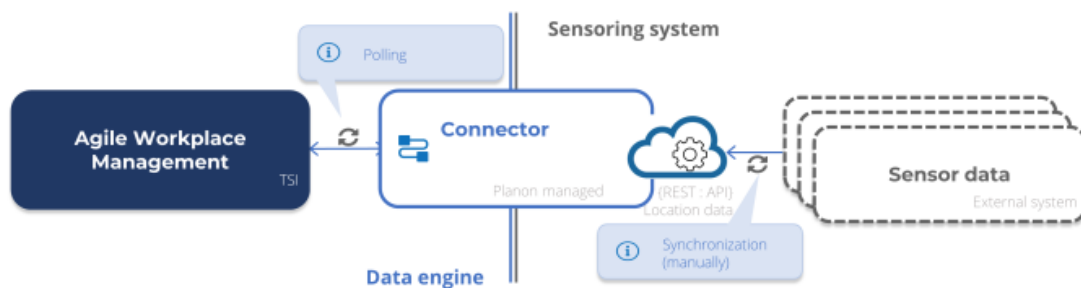 Sensoring system
Polling
Agile Workplace
Management
TSI
Connector
Planon managed
{REST : API}
Location data
Sensor data
External system
Synchronization
(manually)
Data engine